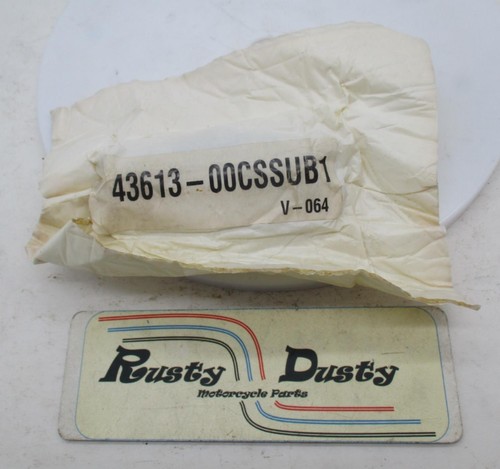 43613-00CSSUB1
V-064
Rusty Dusty
Motorcycle Parts